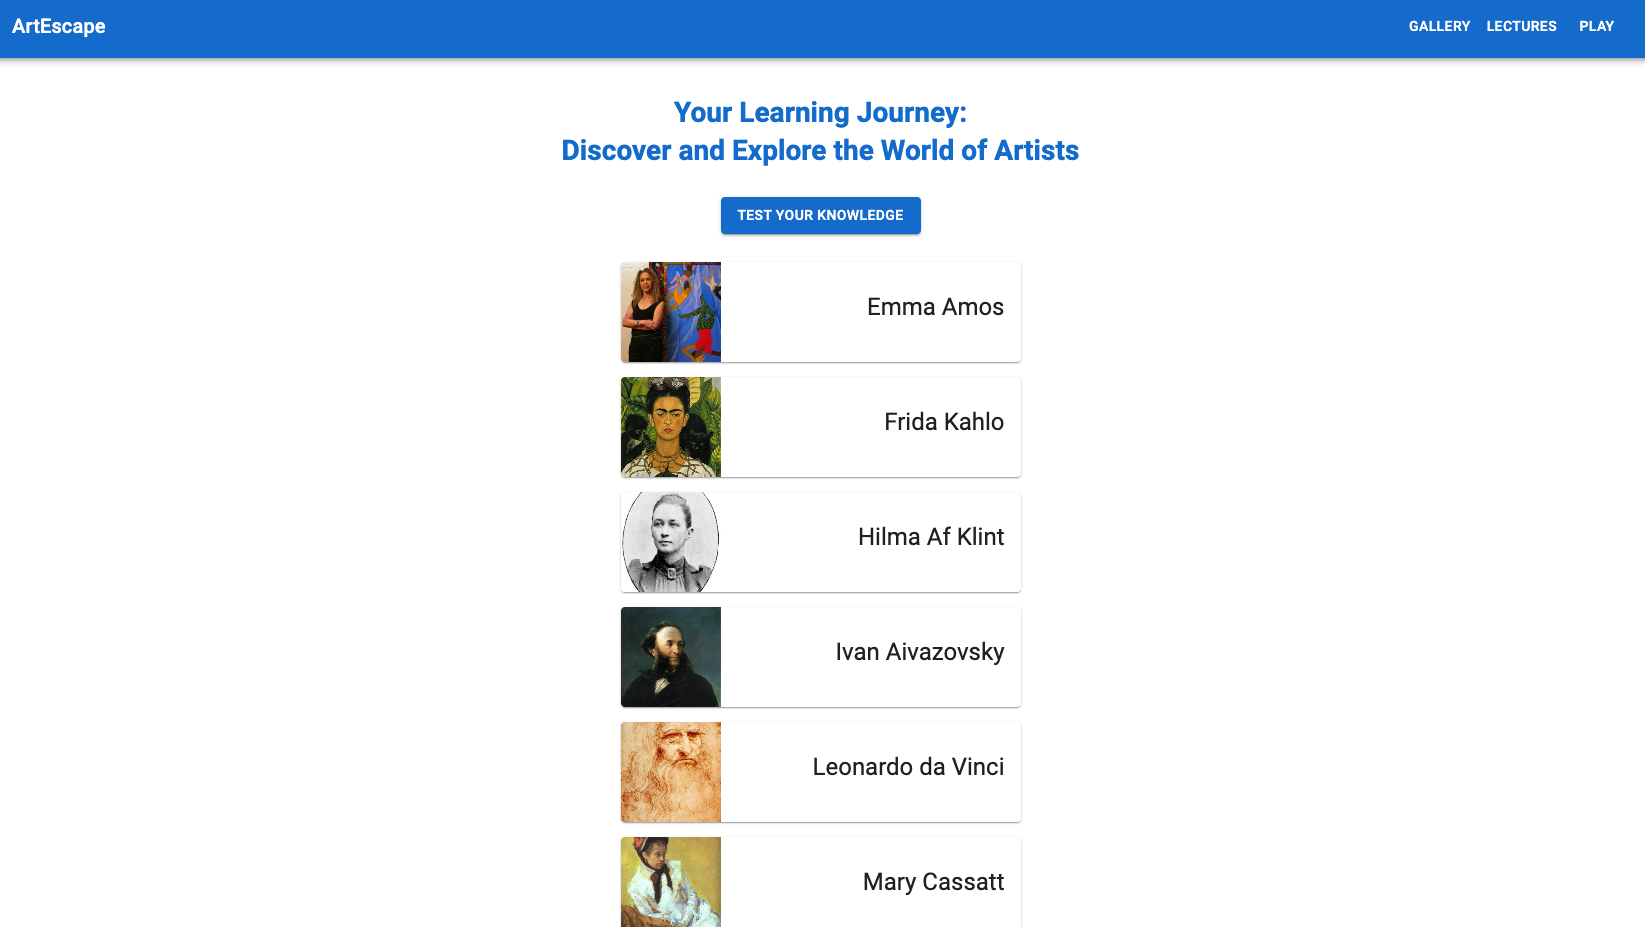 ArtEscape
GALLERY LECTURES PLAY
Your Learning Journey:
Discover and Explore the World of Artists
TEST YOUR KNOWLEDGE
Emma Amos
Frida Kahlo
Hilma Af Klint
Ivan Aivazovsky
Leonardo da Vinci
Mary Cassatt